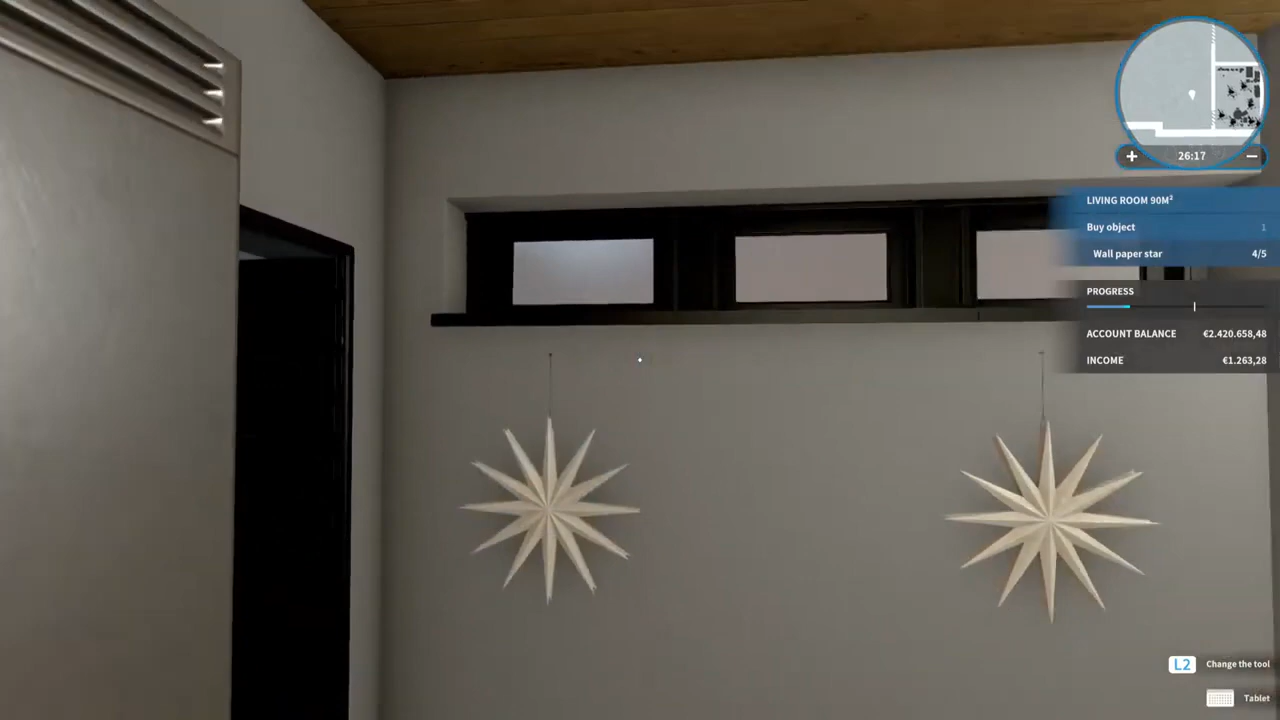 26:17
LIVING ROOM 90M²
Buy object 1
Wall paper star 4/5
PROGRESS
ACCOUNT BALANCE €2.420.658,48
INCOME €1.263,28
L2 Change the tool
Tablet